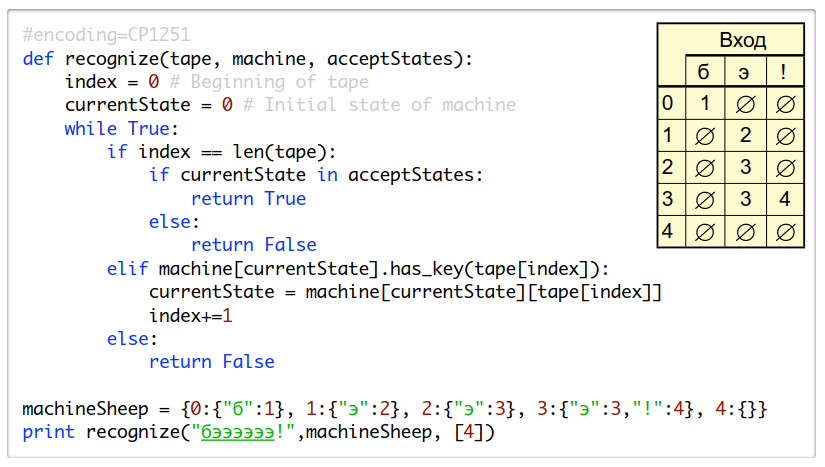 #encoding=CP1251
def recognize(tape, machine, acceptStates):
    index = 0 # Beginning of tape
    currentState = 0 # Initial state of machine
    while True:
        if index == len(tape):
            if currentState in acceptStates:
                return True
            else:
                return False
        elif machine[currentState].has_key(tape[index]):
            currentState = machine[currentState][tape[index]]
            index+=1
        else:
            return False
machineSheep = {0:{"б":1}, 1:{"э":2}, 2:{"э":3}, 3:{"э":3,"!":4}, 4:{}}
print recognize("бээээээ!",machineSheep, [4])
Вход
б э !
0 1 ∅ ∅
1 ∅ 2 ∅
2 ∅ 3 ∅
3 ∅ 3 4
4 ∅ ∅ ∅